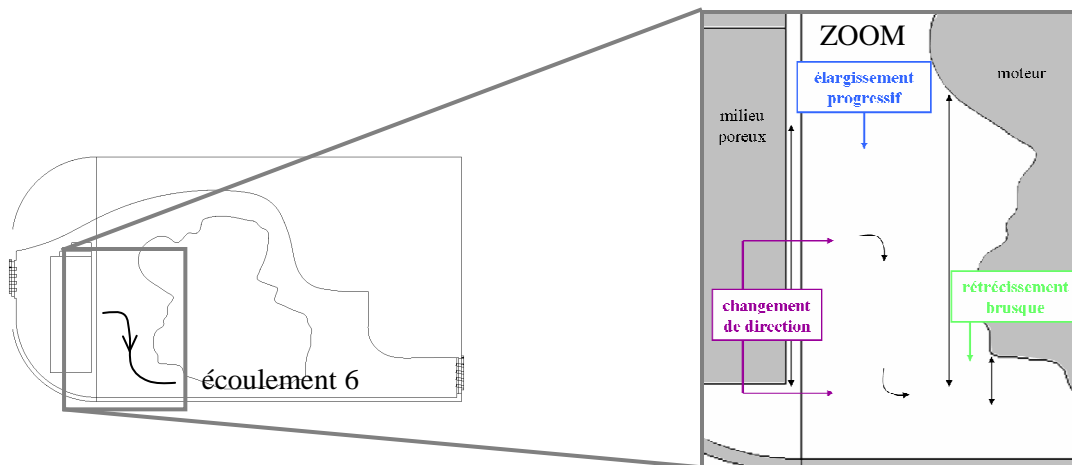 ZOOM
élargissement
progressif
moteur
milieu
poreux
changement
de direction
rétrécissement
brusque
écoulement 6